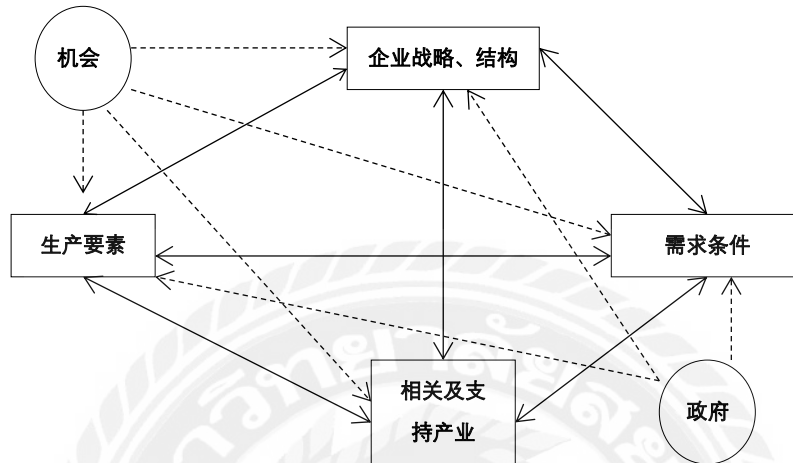 机会
企业战略、结构
生产要素
需求条件
相关及支
持产业
政府